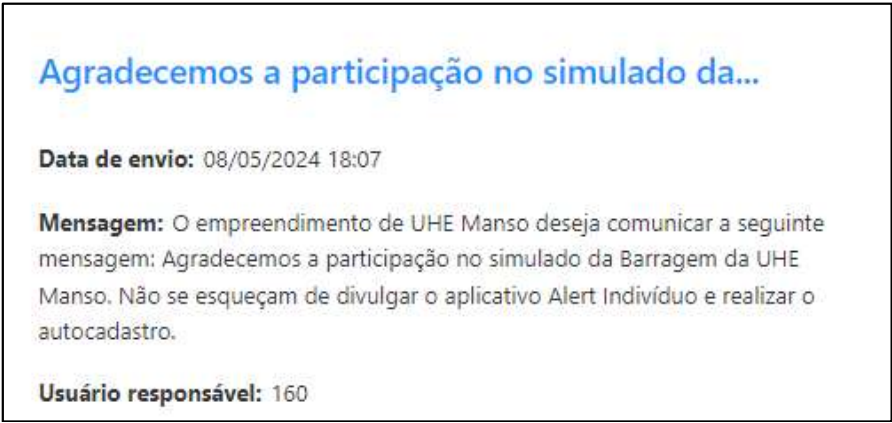 Agradecemos a participação no simulado da...
Data de envio: 08/05/2024 18:07
Mensagem: O empreendimento de UHE Manso deseja comunicar a seguinte
mensagem: Agradecemos a participação no simulado da Barragem da UHE
Manso. Não se esqueçam de divulgar o aplicativo Alert Indivíduo e realizar o
autocadastro.
Usuário responsável: 160